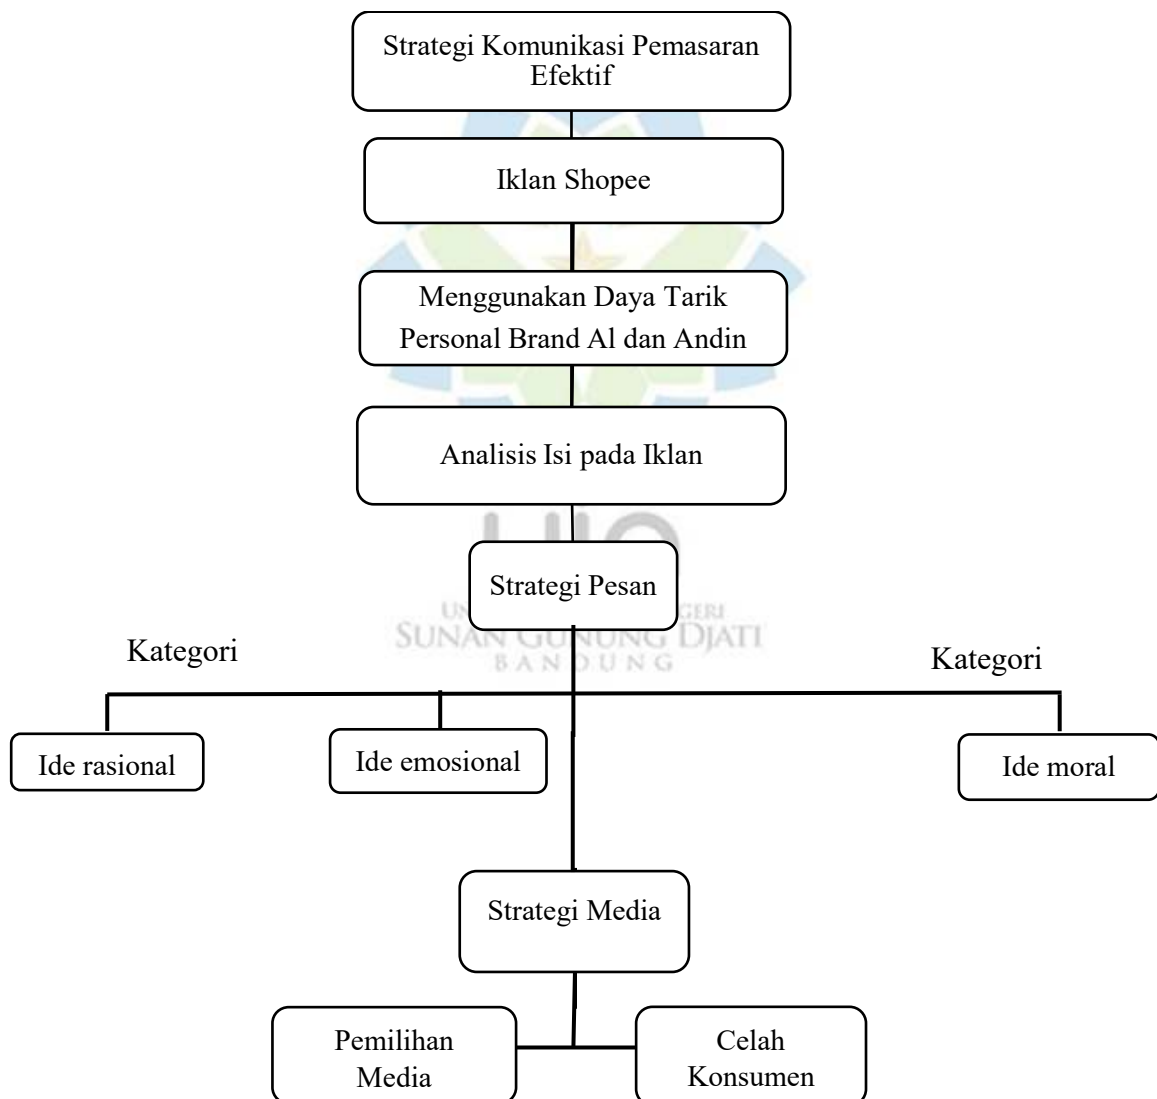 Strategi Komunikasi Pemasaran
Efektif
Iklan Shopee
Menggunakan Daya Tarik
Personal Brand Al dan Andin
Analisis Isi pada Iklan
Strategi Pesan
SUNAN GUNUNG DJATI
BANDUNG
Kategori
Kategori
Ide rasional
Ide emosional
Ide moral
Strategi Media
Pemilihan
Media
Celah
Konsumen